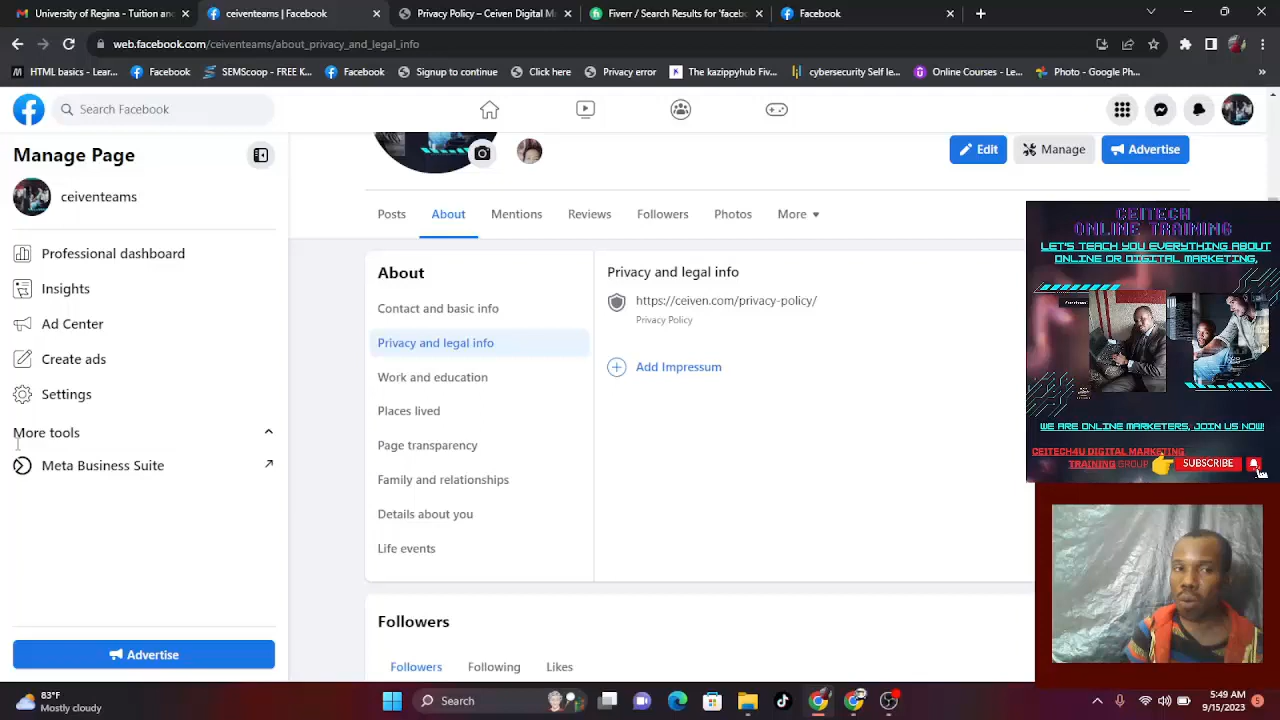 University of Regina - Tuition an
ceiventeams | Facebook
Privacy Policy – Ceiven Digital M
Fiverr / Search Results for 'faceb
Facebook
web.facebook.com/ceiventeams/about_privacy_and_legal_info
HTML basics - Lear...
Facebook
SEMScoop - FREE K...
Facebook
Signup to continue
Click here
Privacy error
The kazippyhub Fiv...
cybersecurity Self le...
Online Courses - Le...
Photo - Google Ph...
Search Facebook
Manage Page
ceiventeams
Professional dashboard
Insights
Ad Center
Create ads
Settings
More tools
Meta Business Suite
Advertise
Edit
Manage
Advertise
Posts
About
Mentions
Reviews
Followers
Photos
More
About
Contact and basic info
Privacy and legal info
Work and education
Places lived
Page transparency
Family and relationships
Details about you
Life events
Privacy and legal info
https://ceiven.com/privacy-policy/
Privacy Policy
Add Impressum
Followers
Followers
Following
Likes
CEITECH
ONLINE TRAINING
LET'S TEACH YOU EVERYTHING ABOUT
ONLINE OR DIGITAL MARKETING,
WE ARE ONLINE MARKETERS, JOIN US NOW!
CEITECH4U DIGITAL MARKETING
TRAINING GROUP
SUBSCRIBE
83°F
Mostly cloudy
Search
5:49 AM
9/15/2023